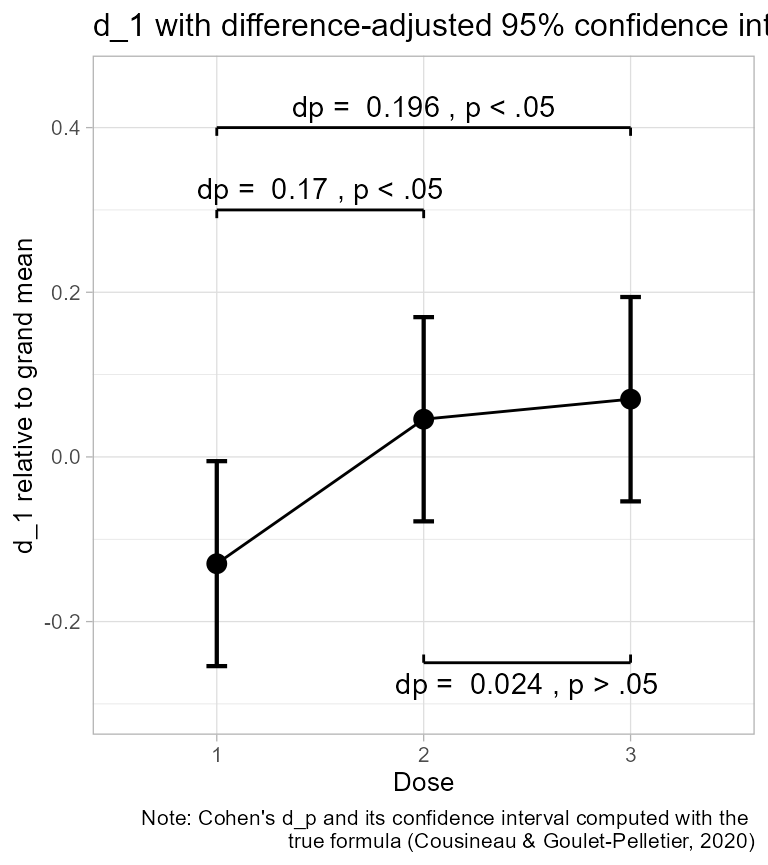 d_1 with difference-adjusted 95% confidence int
dp =  0.196 , p < .05
0.4
dp =  0.17 , p < .05
0.2
d_1 relative to grand mean
0.0
-0.2
dp =  0.024 , p > .05
1 2 3
Dose
Note: Cohen's d_p and its confidence interval computed with the
true formula (Cousineau & Goulet-Pelletier, 2020)